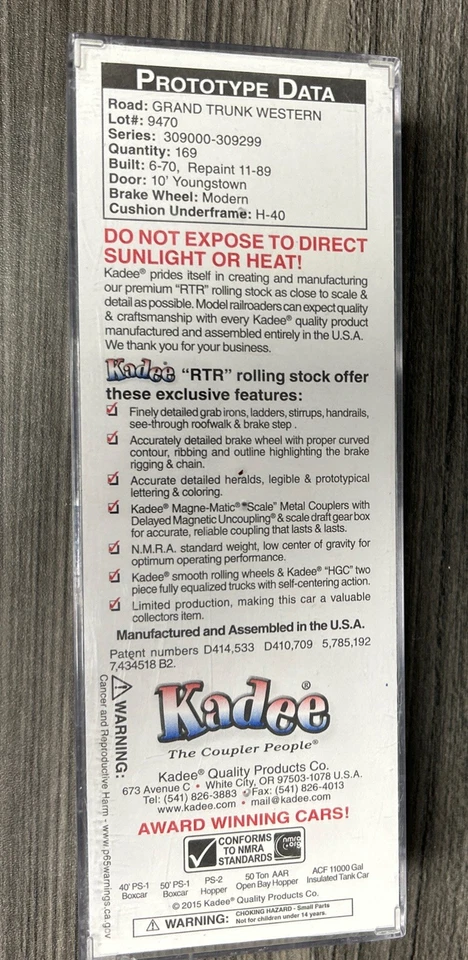 PROTOTYPE DATA
Road: GRAND TRUNK WESTERN
Lot#: 9470
Series: 309000-309299
Quantity: 169
Built: 6-70, Repaint 11-89
Door: 10' Youngstown
Brake Wheel: Modern
Cushion Underframe: H-40
DO NOT EXPOSE TO DIRECT
SUNLIGHT OR HEAT!
Kadee® prides itself in creating and manufacturing
our premium "RTR" rolling stock as close to scale &
detail as possible. Model railroaders can expect quality
& craftsmanship with every Kadee® quality product
manufactured and assembled entirely in the U.S.A.
We thank you for your business.
Kadee® "RTR" rolling stock offer
these exclusive features:
Finely detailed grab irons, ladders, stirrups, handrails,
see-through roofwalk & brake step .
Accurately detailed brake wheel with proper curved
contour, ribbing and outline highlighting the brake
rigging & chain.
Accurate detailed heralds, legible & prototypical
lettering & coloring.
Kadee® Magne-Matic® "Scale" Metal Couplers with
Delayed Magnetic Uncoupling® & scale draft gear box
for accurate, reliable coupling that lasts & lasts.
N.M.R.A. standard weight, low center of gravity for
optimum operating performance.
Kadee® smooth rolling wheels & Kadee® "HGC" two
piece fully equalized trucks with self-centering action.
Limited production, making this car a valuable
collectors item.
Manufactured and Assembled in the U.S.A.
Patent numbers D414,533 D410,709 5,785,192
7,434518 B2.
⚠WARNING:
Cancer and Reproductive Harm - www.p65warnings.ca.gov
Kadee®
The Coupler People®
Kadee® Quality Products Co.
673 Avenue C • White City, OR 97503-1078 U.S.A.
Tel: (541) 826-3883 • Fax: (541) 826-4013
www.kadee.com • mail@kadee.com
AWARD WINNING CARS!
CONFORMS
TO NMRA
STANDARDS
nmra
.org
40' PS-1
Boxcar
50' PS-1
Boxcar
PS-2
Hopper
50 Ton AAR
Open Bay Hopper
ACF 11000 Gal
Insulated Tank Car
© 2015 Kadee® Quality Products Co.
⚠ WARNING: CHOKING HAZARD - Small Parts
Not for children under 14 years.